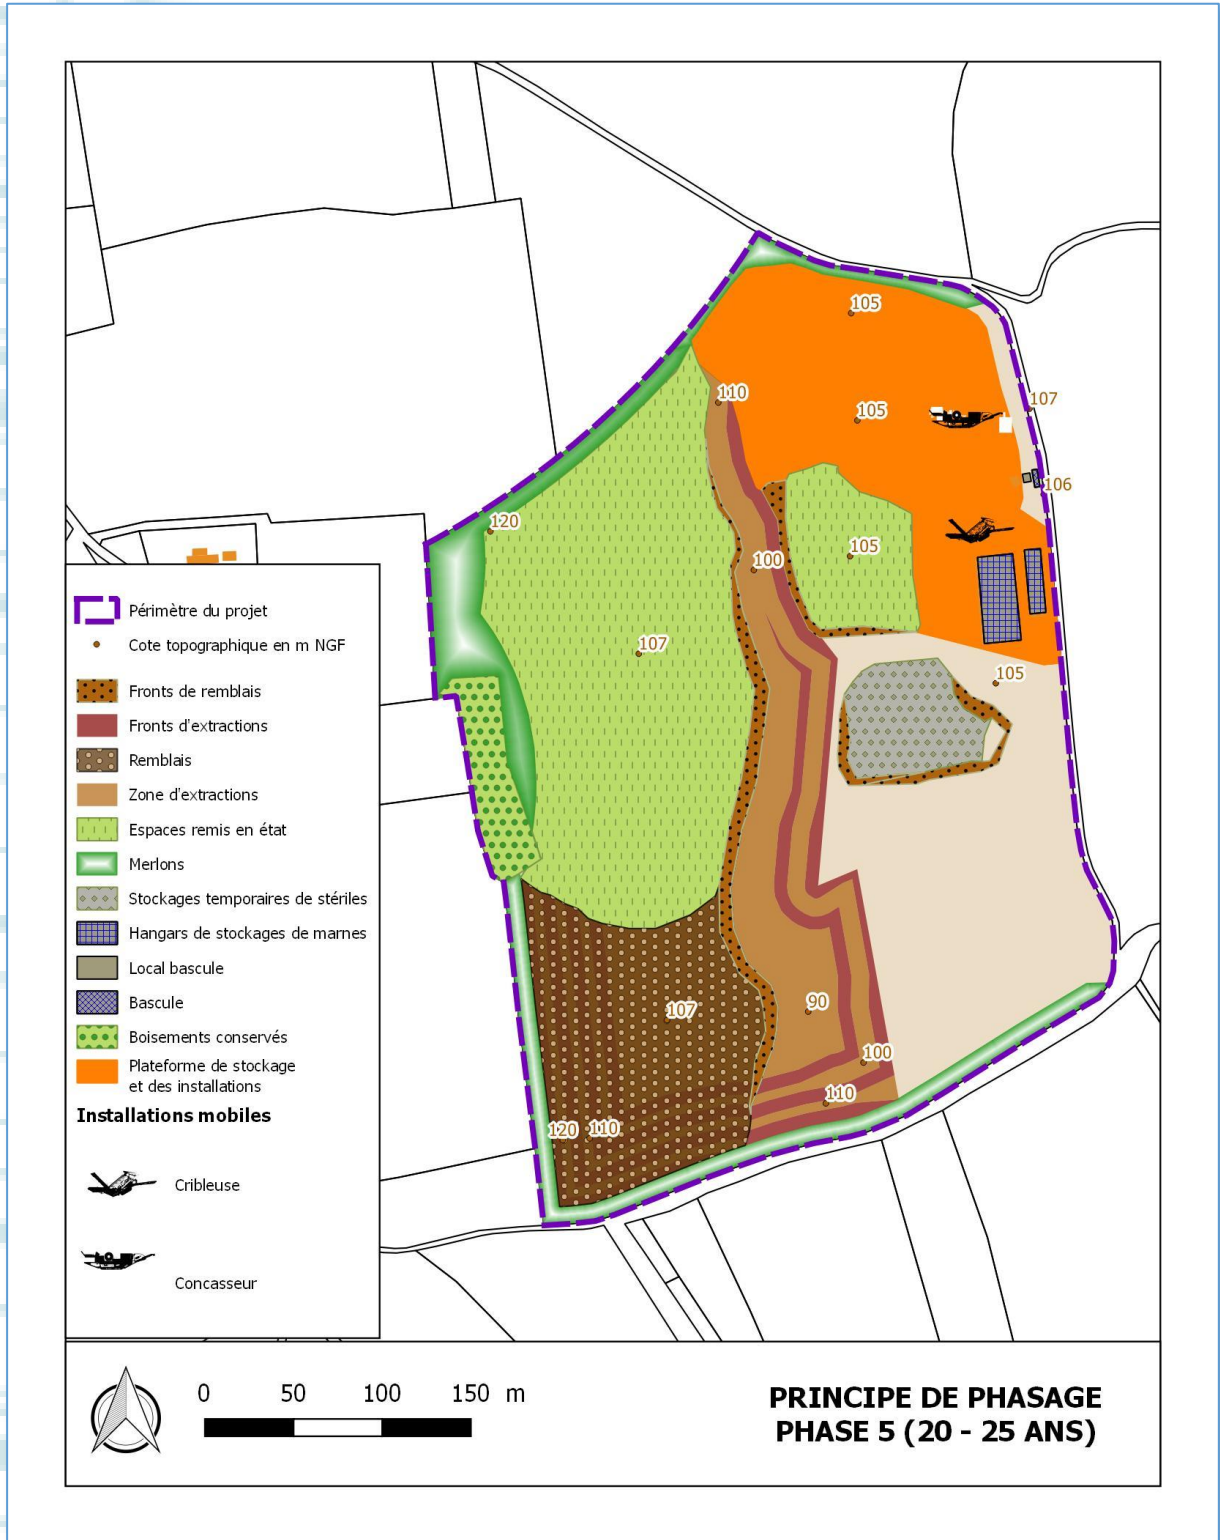 105
110
105
107
106
120
100
105
107
105
107
90
100
110
120
110
Périmètre du projet
Cote topographique en m NGF
Fronts de remblais
Fronts d'extractions
Remblais
Zone d'extractions
Espaces remis en état
Merlons
Stockages temporaires de stériles
Hangars de stockages de marnes
Local bascule
Bascule
Boisements conservés
Plateforme de stockage
et des installations
Installations mobiles
Cribleuse
Concasseur
0 50 100 150 m
PRINCIPE DE PHASAGE
PHASE 5 (20 - 25 ANS)